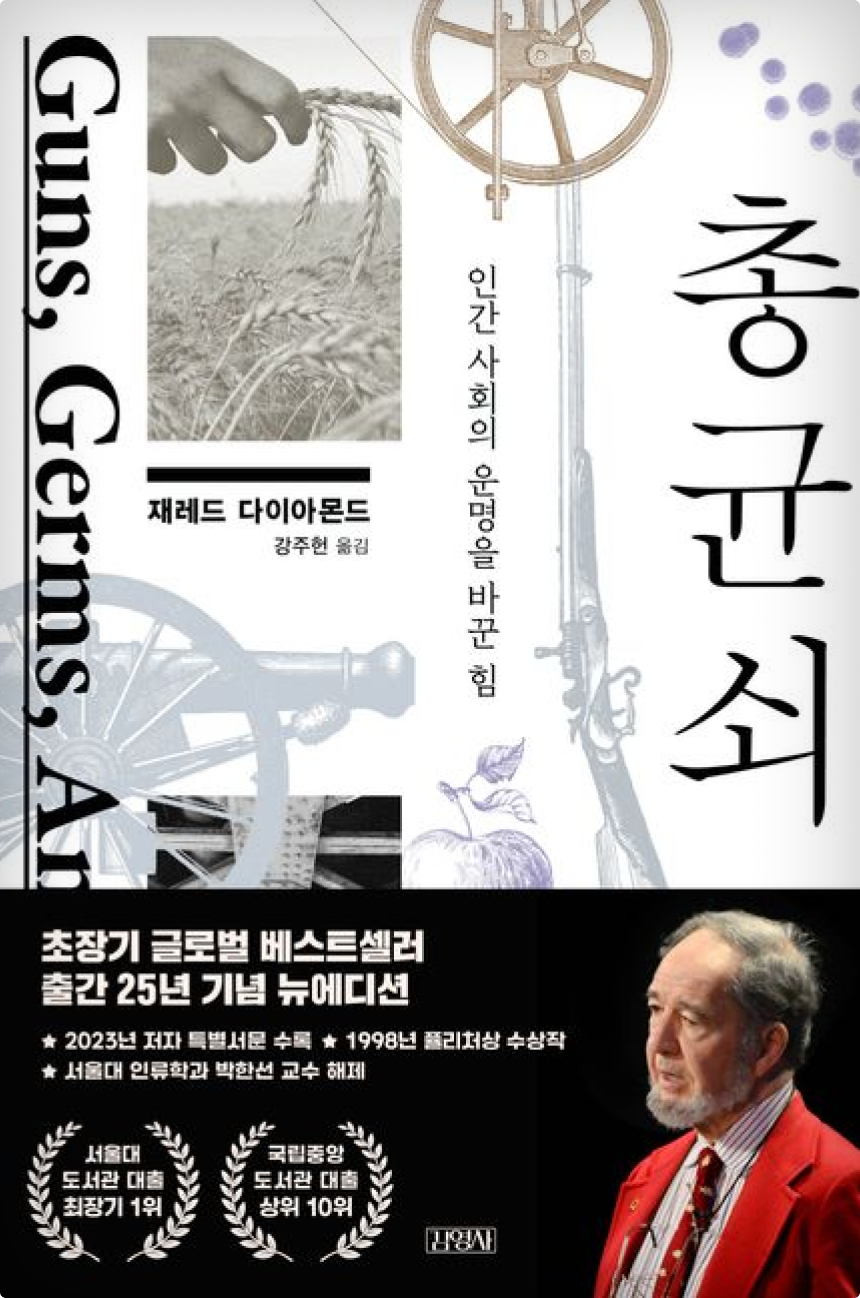 Guns, Germs, An
재레드 다이아몬드
강주헌 옮김
인간 사회의 운명을 바꾼 힘
총 균 쇠
초장기 글로벌 베스트셀러
출간 25년 기념 뉴에디션
★ 2023년 저자 특별서문 수록 ★ 1998년 퓰리처상 수상작
★ 서울대 인류학과 박한선 교수 해제
서울대
도서관 대출
최장기 1위
국립중앙
도서관 대출
상위 10위
김영사